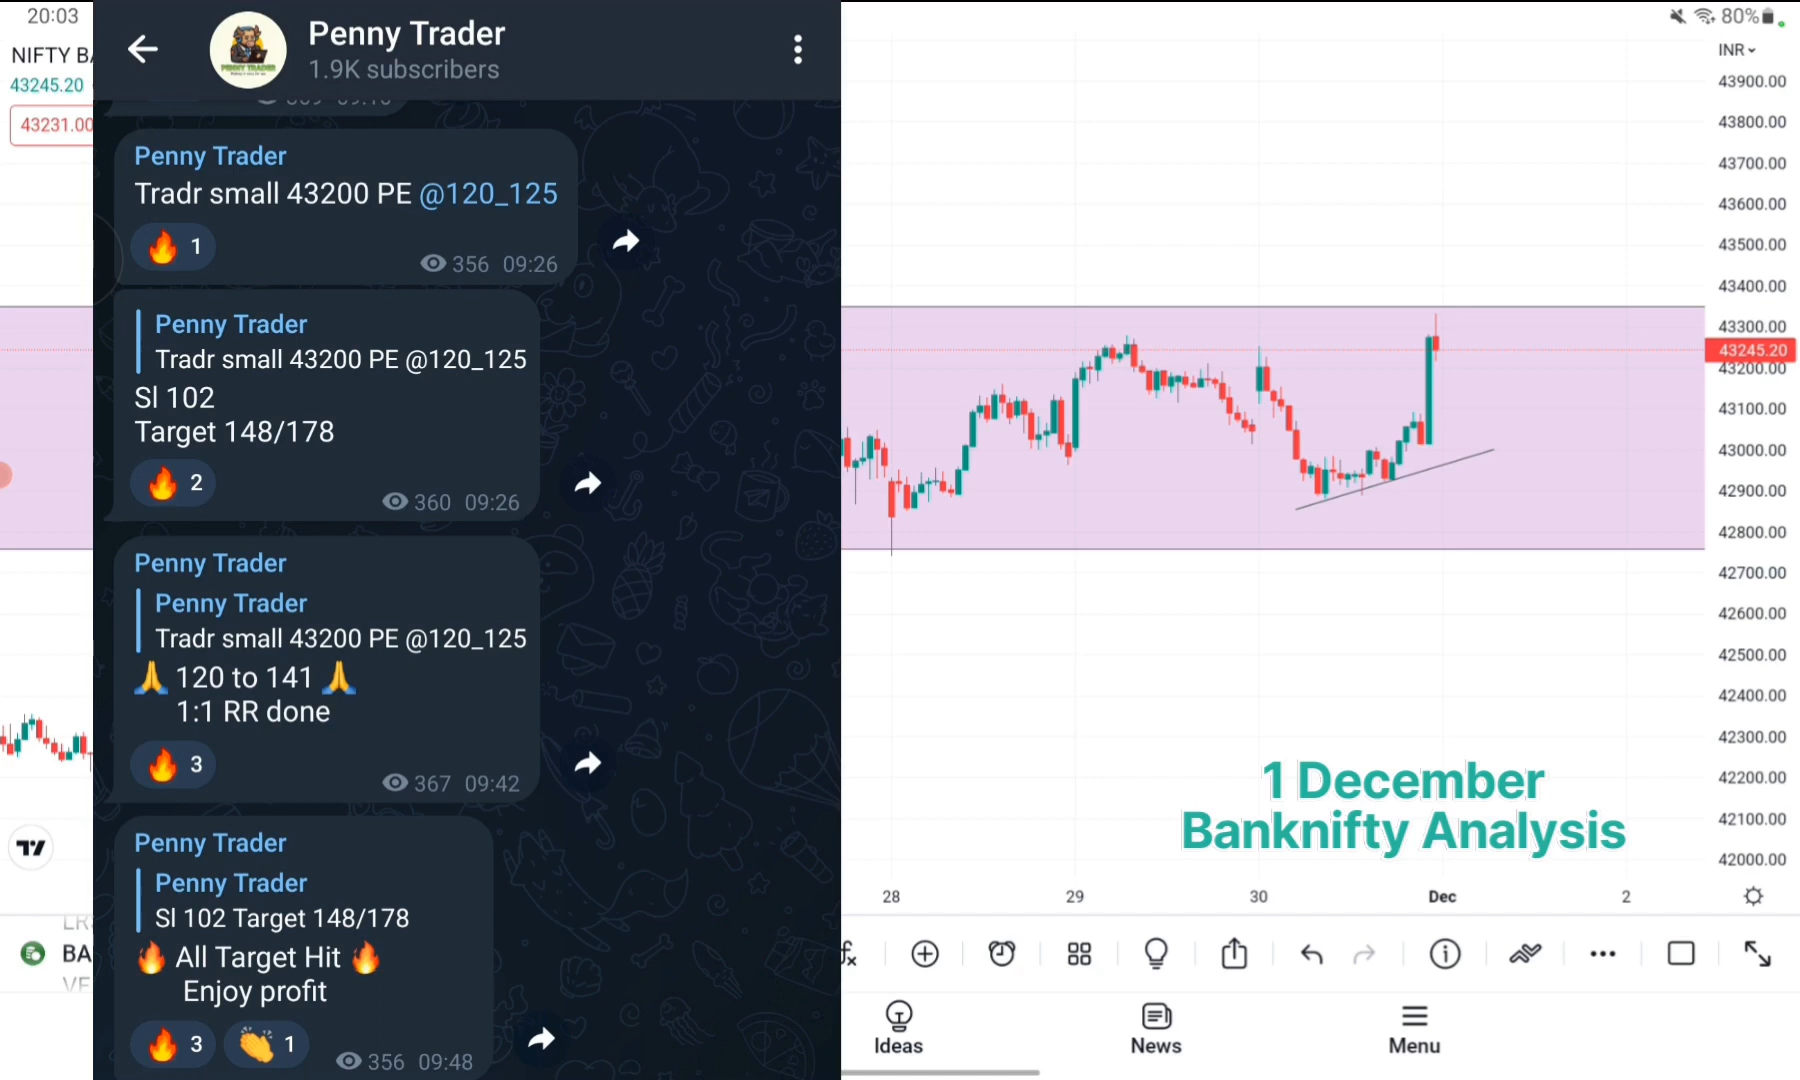 20:03
NIFTY BA
43245.20
43231.00
Penny Trader
1.9K subscribers
Penny Trader
Tradr small 43200 PE @120_125
🔥 1
356 09:26
Penny Trader
Tradr small 43200 PE @120_125
Sl 102
Target 148/178
🔥 2
360 09:26
Penny Trader
Penny Trader
Tradr small 43200 PE @120_125
🙏 120 to 141 🙏
1:1 RR done
🔥 3
367 09:42
Penny Trader
Penny Trader
Sl 102 Target 148/178
🔥 All Target Hit 🔥
Enjoy profit
🔥 3 👏 1
356 09:48
BA
80%
INR
43900.00
43800.00
43700.00
43600.00
43500.00
43400.00
43300.00
43245.20
43200.00
43100.00
43000.00
42900.00
42800.00
42700.00
42600.00
42500.00
42400.00
42300.00
42200.00
42100.00
42000.00
1 December
Banknifty Analysis
28 29 30 Dec 2
Ideas
News
Menu